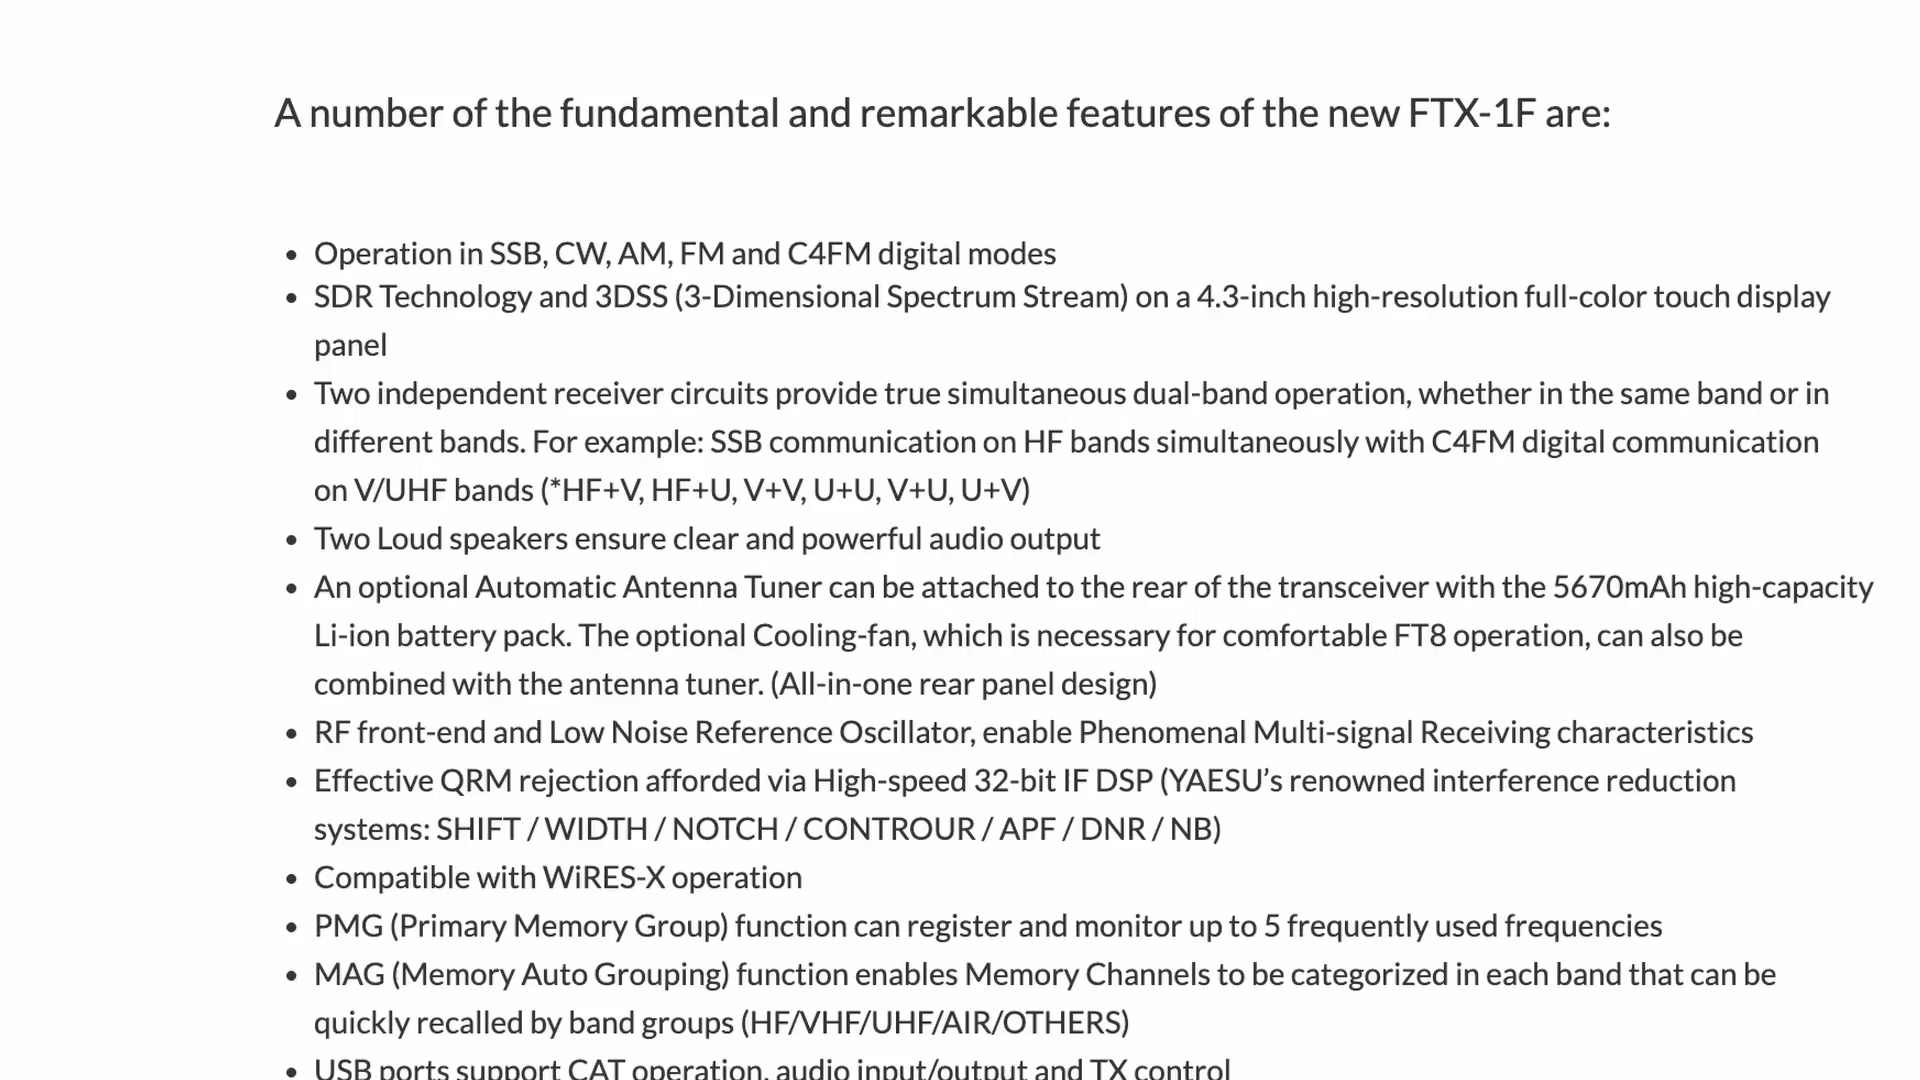 A number of the fundamental and remarkable features of the new FTX-1F are:
• Operation in SSB, CW, AM, FM and C4FM digital modes
• SDR Technology and 3DSS (3-Dimensional Spectrum Stream) on a 4.3-inch high-resolution full-color touch display
panel
• Two independent receiver circuits provide true simultaneous dual-band operation, whether in the same band or in
different bands. For example: SSB communication on HF bands simultaneously with C4FM digital communication
on V/UHF bands (*HF+V, HF+U, V+V, U+U, V+U, U+V)
• Two Loud speakers ensure clear and powerful audio output
• An optional Automatic Antenna Tuner can be attached to the rear of the transceiver with the 5670mAh high-capacity
Li-ion battery pack. The optional Cooling-fan, which is necessary for comfortable FT8 operation, can also be
combined with the antenna tuner. (All-in-one rear panel design)
• RF front-end and Low Noise Reference Oscillator, enable Phenomenal Multi-signal Receiving characteristics
• Effective QRM rejection afforded via High-speed 32-bit IF DSP (YAESU’s renowned interference reduction
systems: SHIFT / WIDTH / NOTCH / CONTROUR / APF / DNR / NB)
• Compatible with WiRES-X operation
• PMG (Primary Memory Group) function can register and monitor up to 5 frequently used frequencies
• MAG (Memory Auto Grouping) function enables Memory Channels to be categorized in each band that can be
quickly recalled by band groups (HF/VHF/UHF/AIR/OTHERS)
• USB ports support CAT operation, audio input/output and TX control